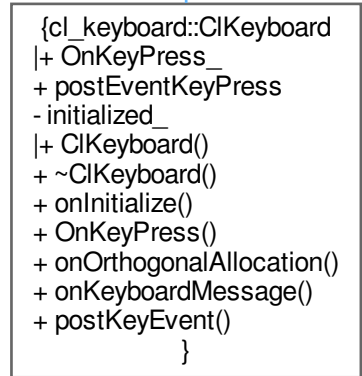 {cl_keyboard::ClKeyboard
|+ OnKeyPress_
+ postEventKeyPress
- initialized_
|+ ClKeyboard()
+ ~ClKeyboard()
+ onInitialize()
+ OnKeyPress()
+ onOrthogonalAllocation()
+ onKeyboardMessage()
+ postKeyEvent()
}